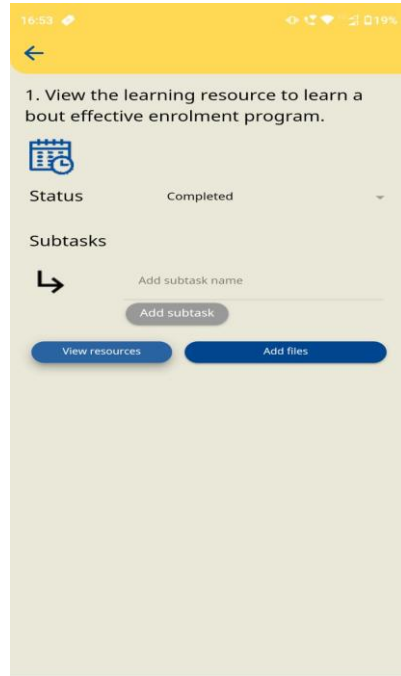 16:53
19%
1. View the learning resource to learn a
bout effective enrolment program.
Status Completed
Subtasks
Add subtask name
Add subtask
View resources Add files